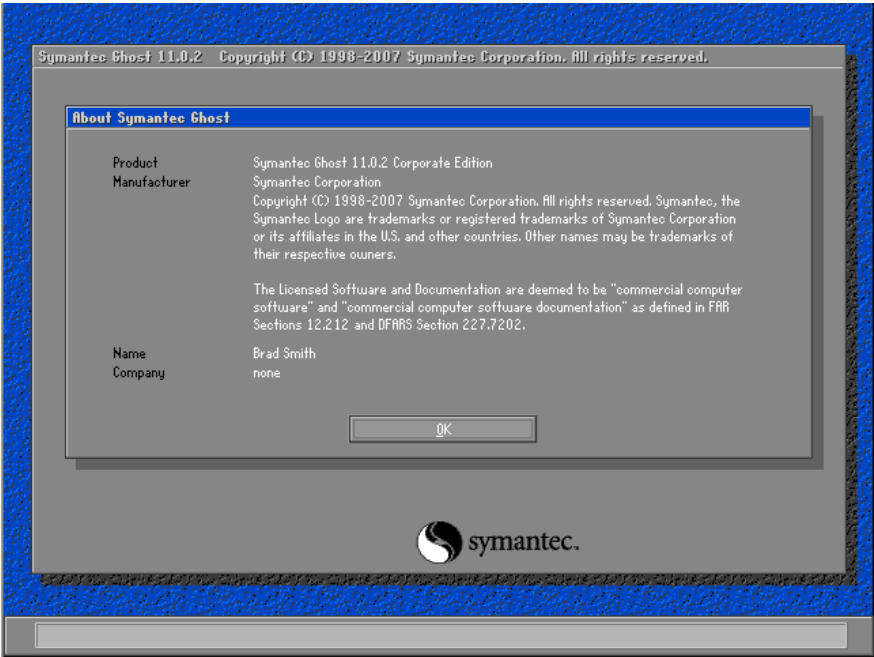 Symantec Ghost 11.0.2   Copyright (C) 1998-2007 Symantec Corporation. All rights reserved.
About Symantec Ghost
Product   Symantec Ghost 11.0.2 Corporate Edition
Manufacturer   Symantec Corporation
Copyright (C) 1998-2007 Symantec Corporation. All rights reserved. Symantec, the
Symantec Logo are trademarks or registered trademarks of Symantec Corporation
or its affiliates in the U.S. and other countries. Other names may be trademarks of
their respective owners.
The Licensed Software and Documentation are deemed to be "commercial computer
software" and "commercial computer software documentation" as defined in FAR
Sections 12.212 and DFARS Section 227.7202.
Name   Brad Smith
Company   none
OK
symantec.